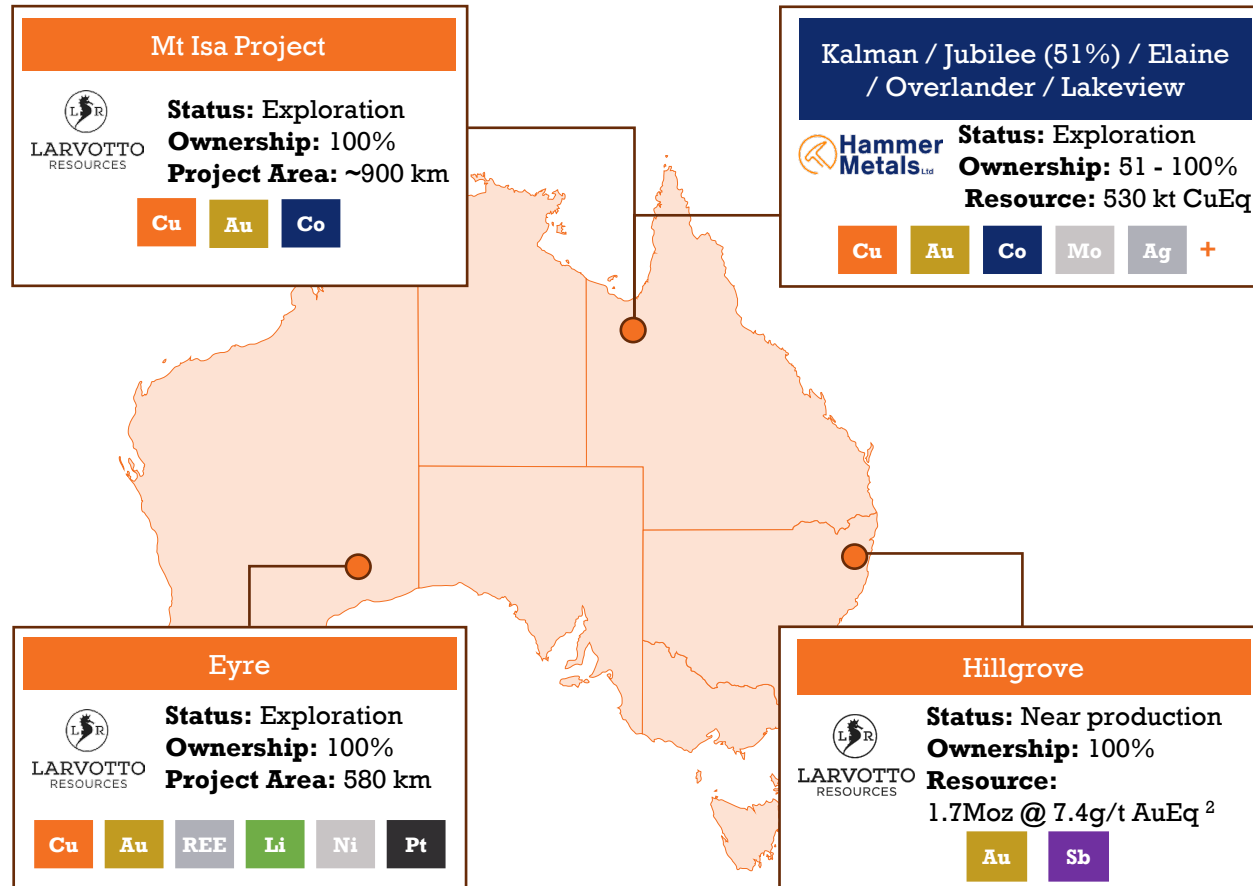 Mt Isa Project
L R
LARVOTTO
RESOURCES
Status: Exploration
Ownership: 100%
Project Area: ~900 km
Cu Au Co
Kalman / Jubilee (51%) / Elaine
/ Overlander / Lakeview
Hammer
Metals Ltd
Status: Exploration
Ownership: 51 - 100%
Resource: 530 kt CuEq
Cu Au Co Mo Ag +
Eyre
L R
LARVOTTO
RESOURCES
Status: Exploration
Ownership: 100%
Project Area: 580 km
Cu Au REE Li Ni Pt
Hillgrove
L R
LARVOTTO
RESOURCES
Status: Near production
Ownership: 100%
Resource:
1.7Moz @ 7.4g/t AuEq ²
Au Sb